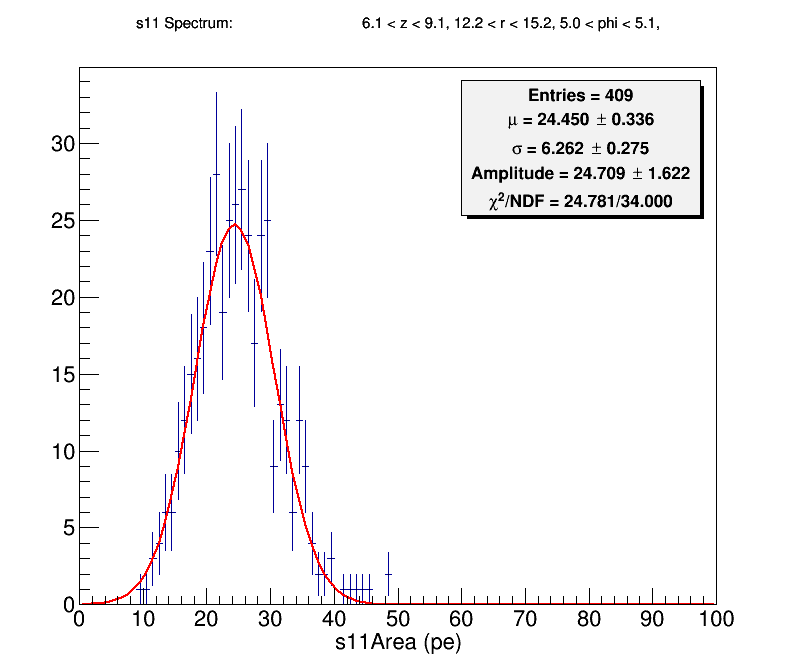 s11 Spectrum: 6.1 < z < 9.1, 12.2 < r < 15.2, 5.0 < phi < 5.1,
Entries = 409
μ = 24.450 ± 0.336
σ = 6.262 ± 0.275
Amplitude = 24.709 ± 1.622
χ²/NDF = 24.781/34.000
30
25
20
15
10
5
0
0 10 20 30 40 50 60 70 80 90 100
s11Area (pe)